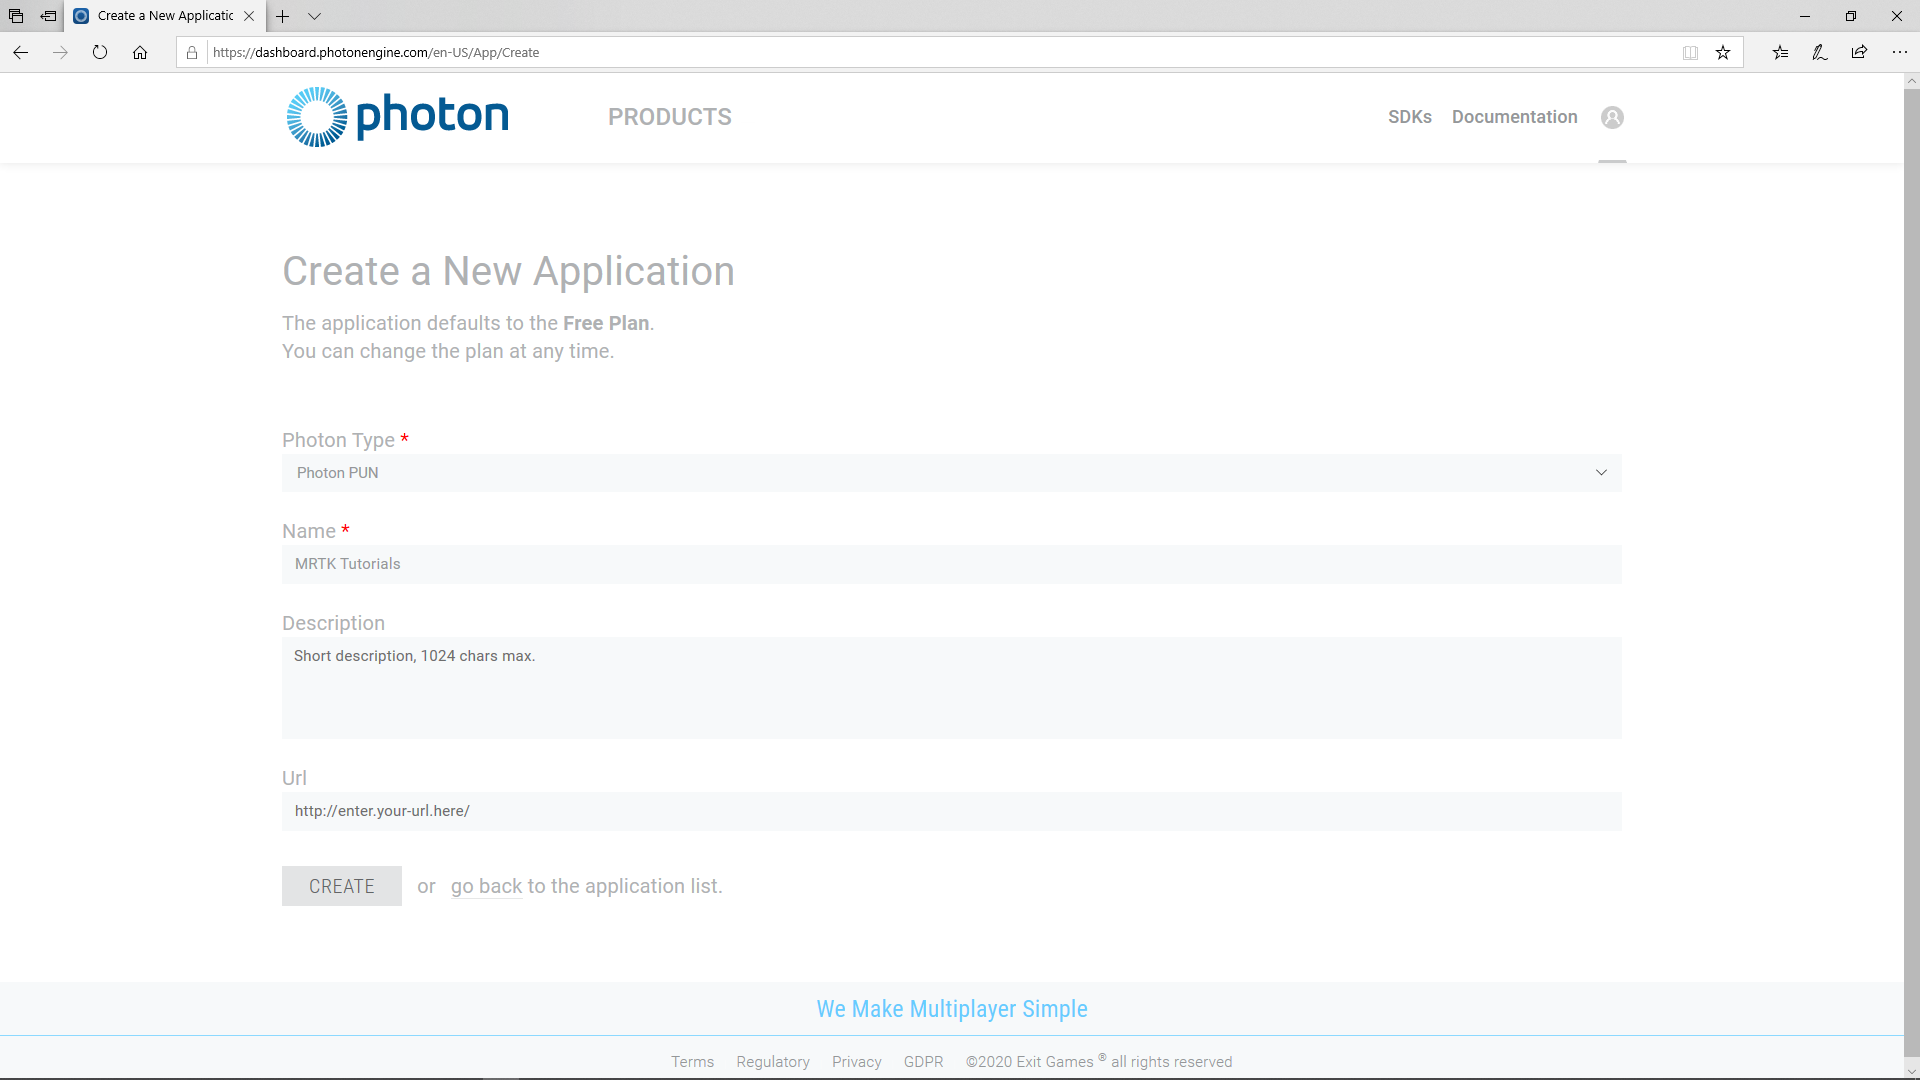 Create a New Applicatic
https://dashboard.photonengine.com/en-US/App/Create
photon
PRODUCTS
SDKs Documentation
Create a New Application
The application defaults to the Free Plan.
You can change the plan at any time.
Photon Type *
Photon PUN
Name *
MRTK Tutorials
Description
Short description, 1024 chars max.
Url
http://enter.your-url.here/
CREATE or go back to the application list.
We Make Multiplayer Simple
Terms Regulatory Privacy GDPR ©2020 Exit Games ® all rights reserved